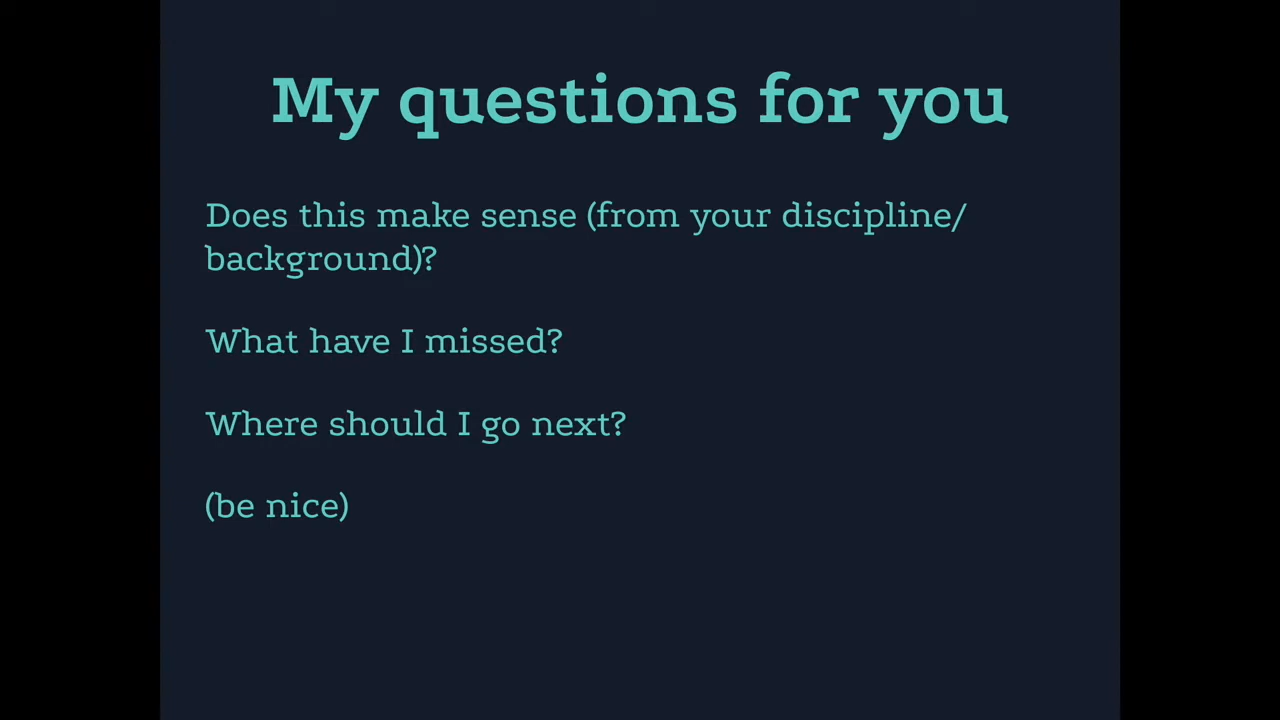 My questions for you
Does this make sense (from your discipline/
background)?
What have I missed?
Where should I go next?
(be nice)